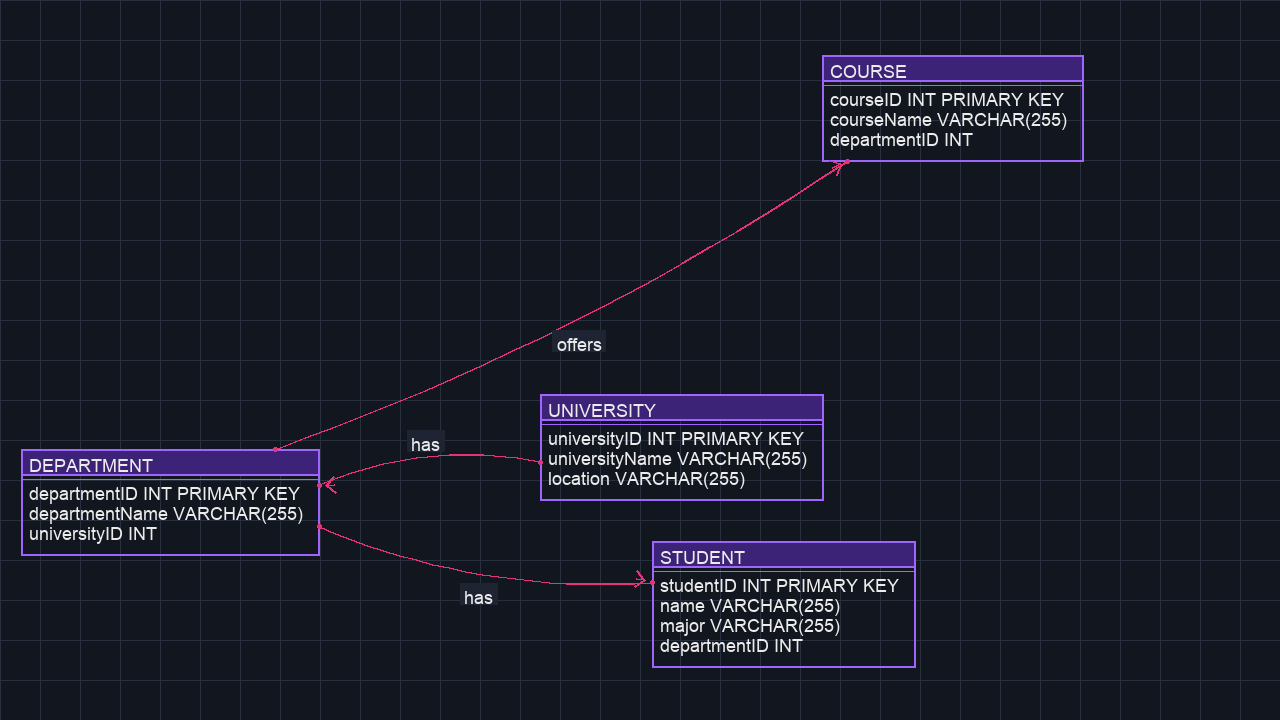 COURSE
courseID INT PRIMARY KEY
courseName VARCHAR(255)
departmentID INT
offers
UNIVERSITY
universityID INT PRIMARY KEY
universityName VARCHAR(255)
location VARCHAR(255)
has
DEPARTMENT
departmentID INT PRIMARY KEY
departmentName VARCHAR(255)
universityID INT
has
STUDENT
studentID INT PRIMARY KEY
name VARCHAR(255)
major VARCHAR(255)
departmentID INT